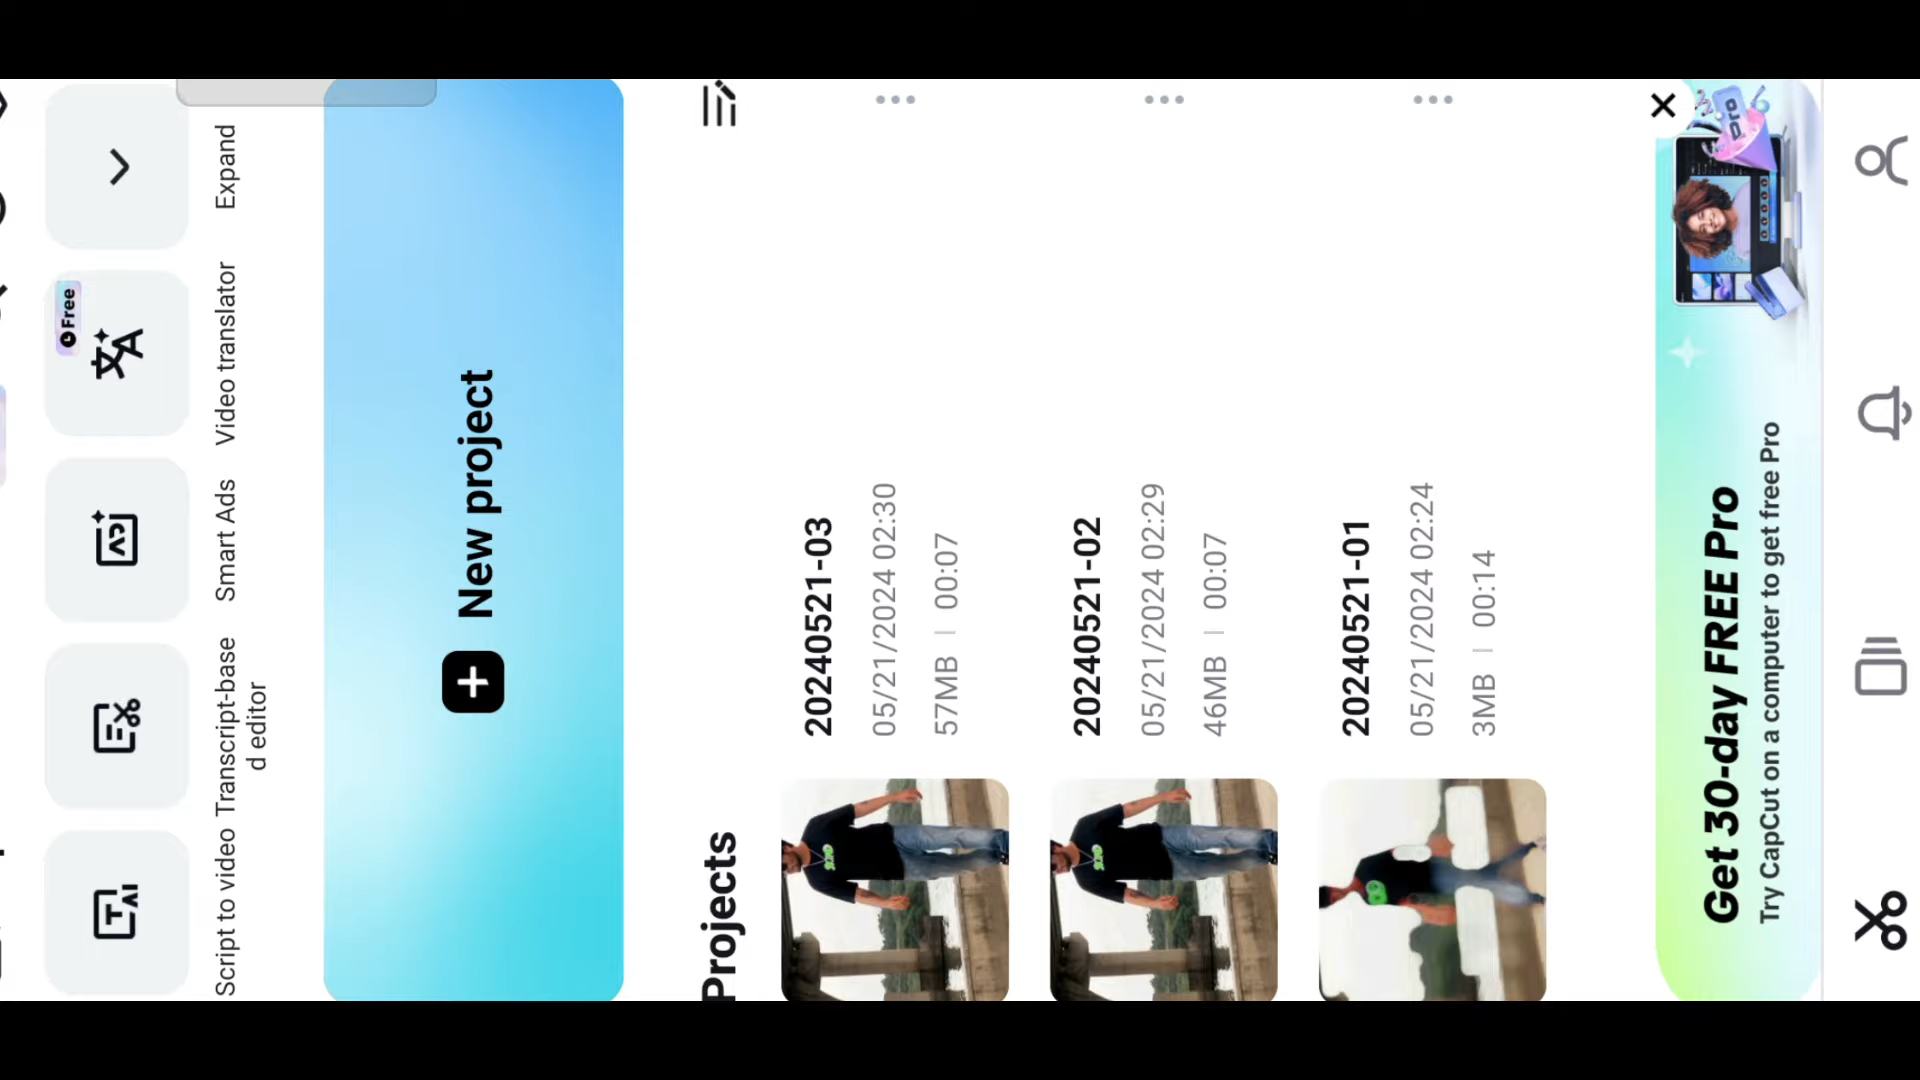 Script to video
Transcript-base
d editor
Smart Ads
Free
Video translator
Expand
New project
Projects
20240521-03
05/21/2024 02:30
57MB | 00:07
20240521-02
05/21/2024 02:29
46MB | 00:07
20240521-01
05/21/2024 02:24
3MB | 00:14
Get 30-day FREE Pro
Try CapCut on a computer to get free Pro
Pro